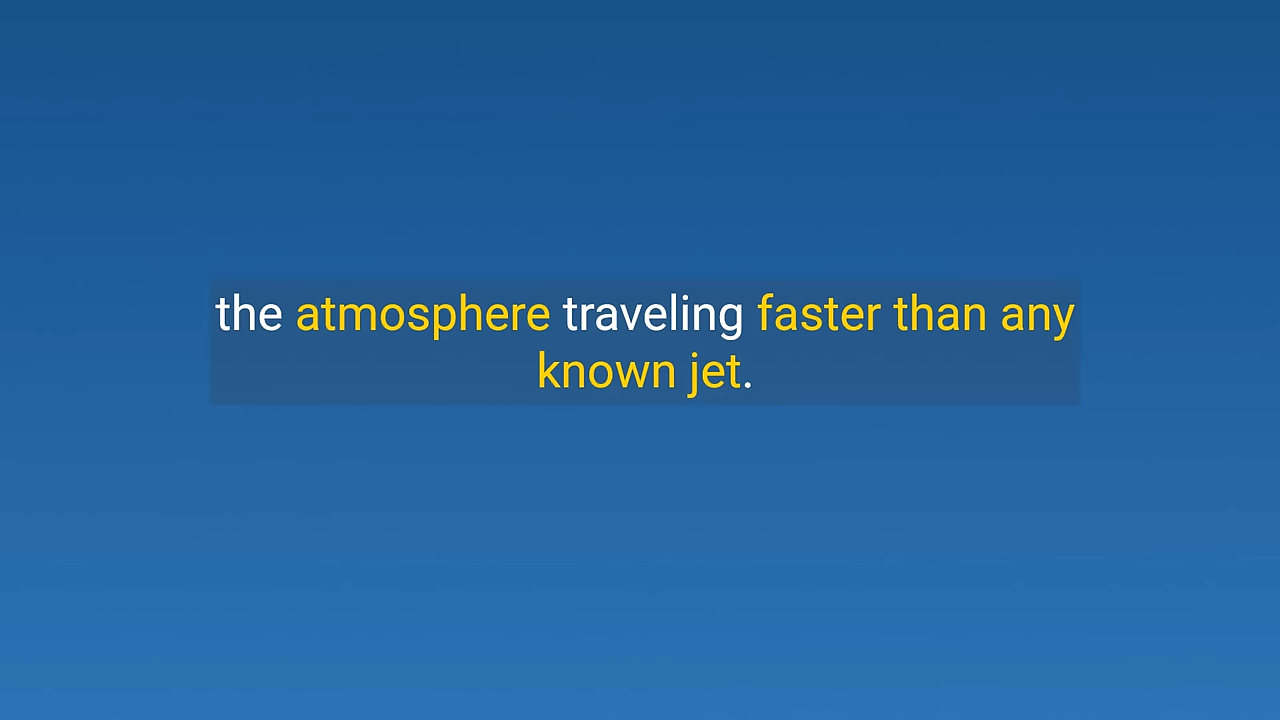 the atmosphere traveling faster than any
known jet.